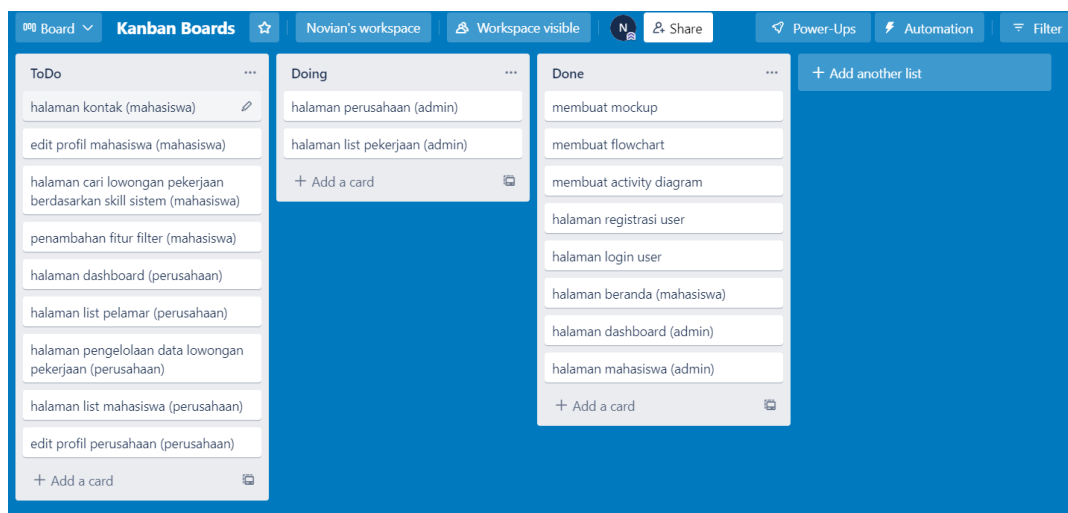 Board
Kanban Boards
Novian's workspace
Workspace visible
N
Share
Power-Ups
Automation
Filter
ToDo
halaman kontak (mahasiswa)
edit profil mahasiswa (mahasiswa)
halaman cari lowongan pekerjaan
berdasarkan skill sistem (mahasiswa)
penambahan fitur filter (mahasiswa)
halaman dashboard (perusahaan)
halaman list pelamar (perusahaan)
halaman pengelolaan data lowongan
pekerjaan (perusahaan)
halaman list mahasiswa (perusahaan)
edit profil perusahaan (perusahaan)
+ Add a card
Doing
halaman perusahaan (admin)
halaman list pekerjaan (admin)
+ Add a card
Done
membuat mockup
membuat flowchart
membuat activity diagram
halaman registrasi user
halaman login user
halaman beranda (mahasiswa)
halaman dashboard (admin)
halaman mahasiswa (admin)
+ Add a card
+ Add another list